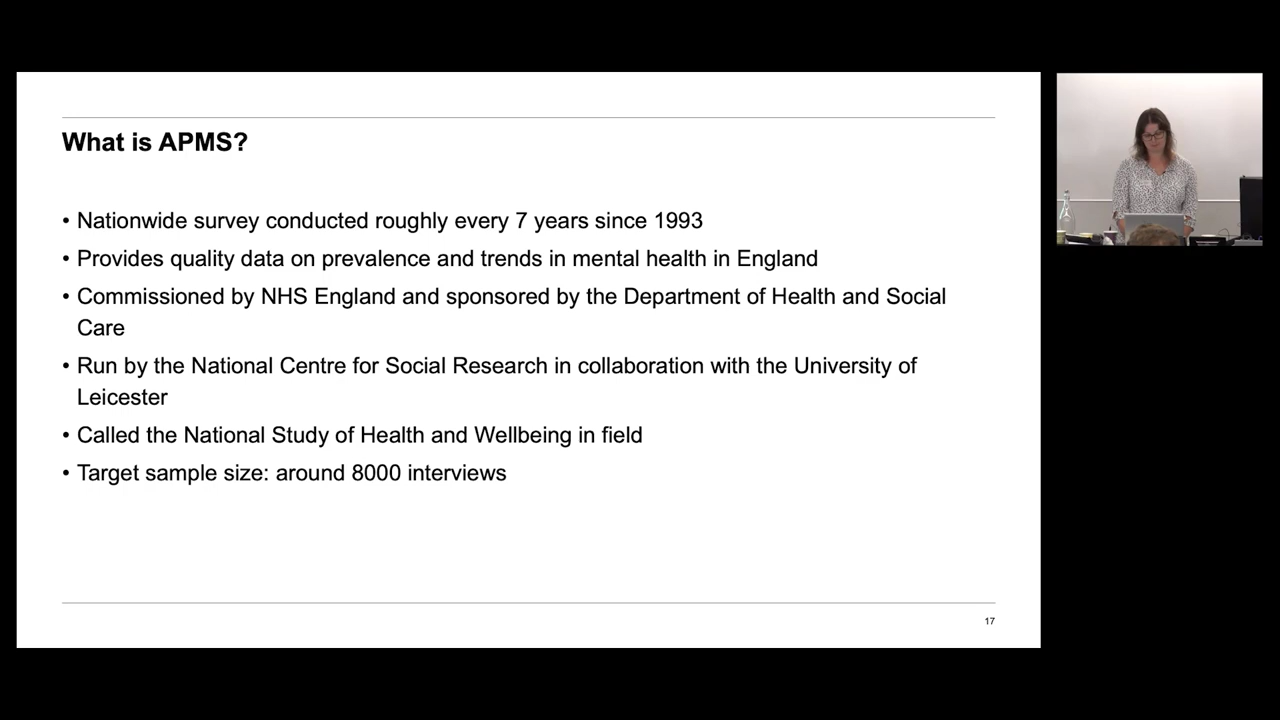 What is APMS?
• Nationwide survey conducted roughly every 7 years since 1993
• Provides quality data on prevalence and trends in mental health in England
• Commissioned by NHS England and sponsored by the Department of Health and Social
Care
• Run by the National Centre for Social Research in collaboration with the University of
Leicester
• Called the National Study of Health and Wellbeing in field
• Target sample size: around 8000 interviews
17